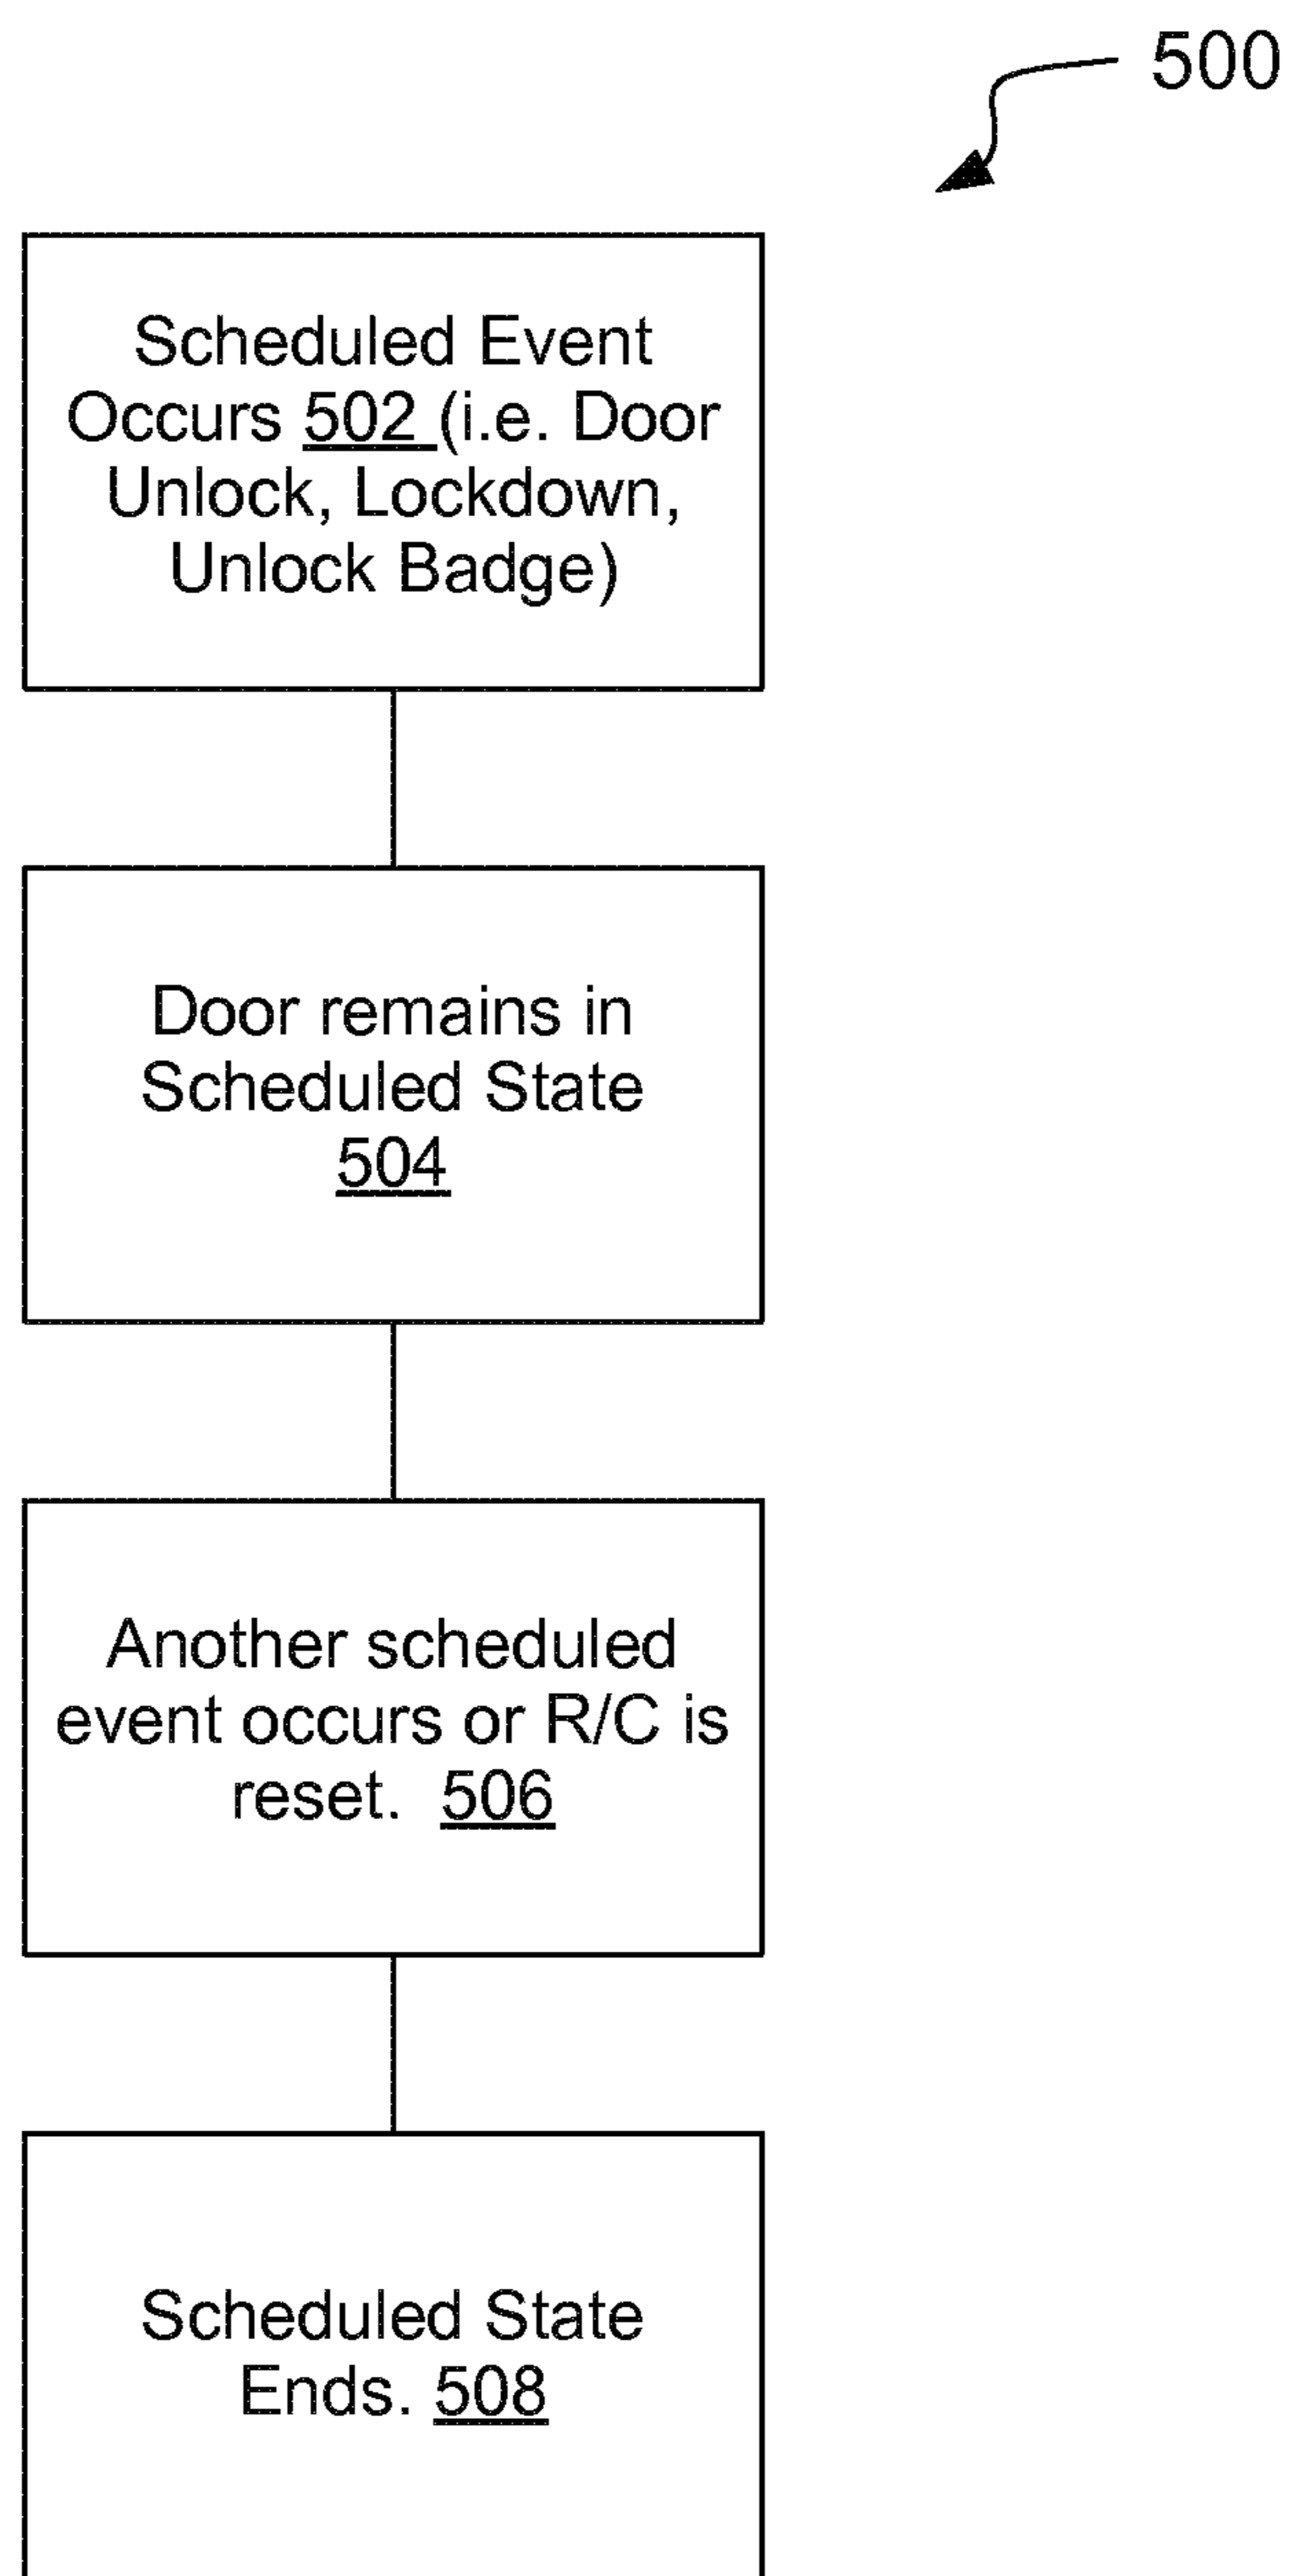 500
Scheduled Event
Occurs 502 (i.e. Door
Unlock, Lockdown,
Unlock Badge)
Door remains in
Scheduled State
504
Another scheduled
event occurs or R/C is
reset. 506
Scheduled State
Ends. 508